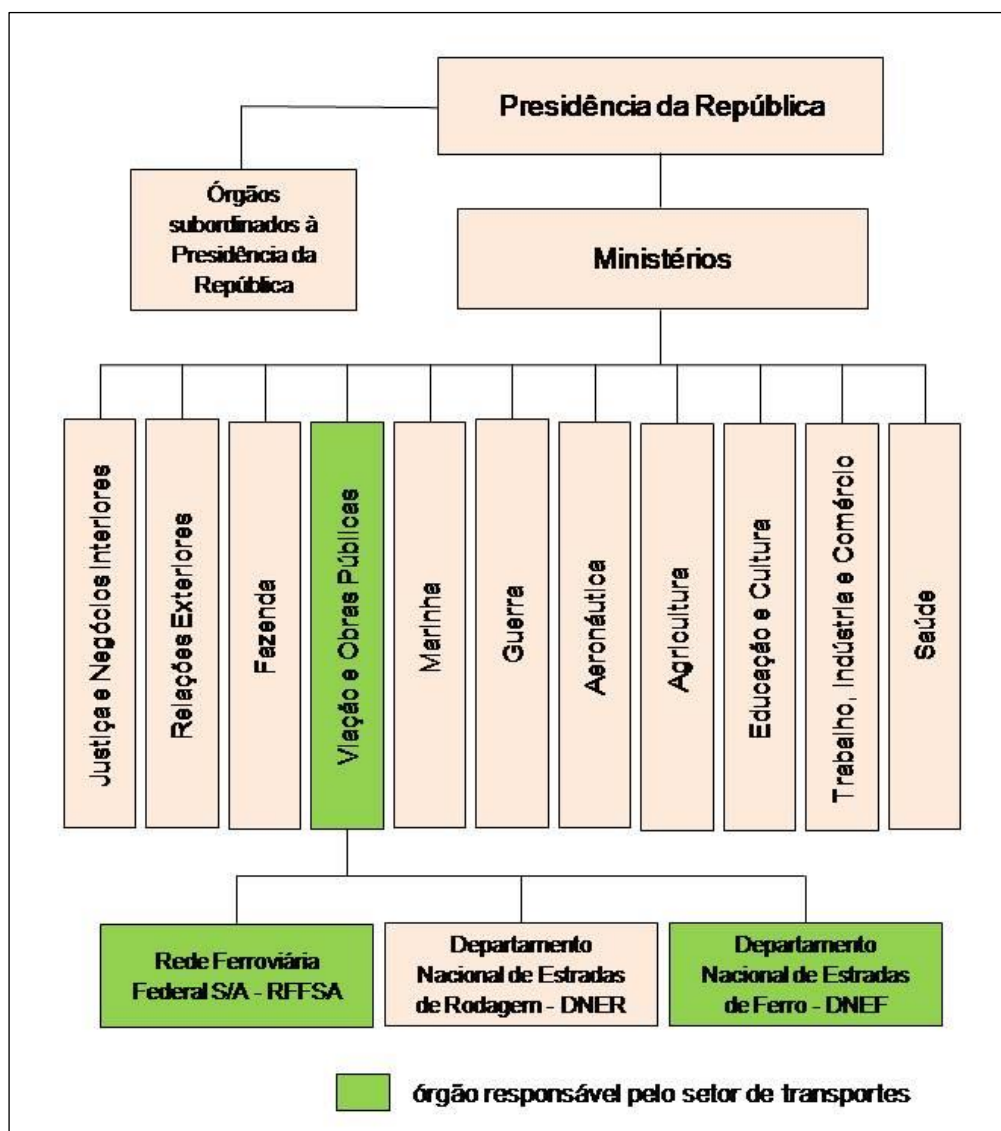 Presidência da República
Órgãos
subordinados à
Presidência da
República
Ministérios
Justiça e Negócios Interiores
Relações Exteriores
Fazenda
Viação e Obras Públicas
Marinha
Guerra
Aeronáutica
Agricultura
Educação e Cultura
Trabalho, Indústria e Comércio
Saúde
Rede Ferroviária
Federal S/A - RFFSA
Departamento
Nacional de Estradas
de Rodagem - DNER
Departamento
Nacional de Estradas
de Ferro - DNEF
órgão responsável pelo setor de transportes